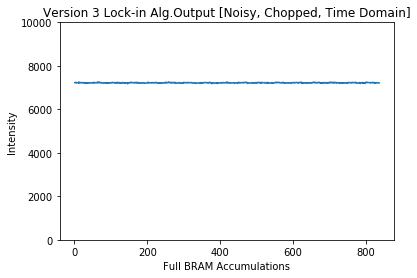 Version 3 Lock-in Alg.Output [Noisy, Chopped, Time Domain]
10000
8000
6000
4000
2000
0
Intensity
0 200 400 600 800
Full BRAM Accumulations